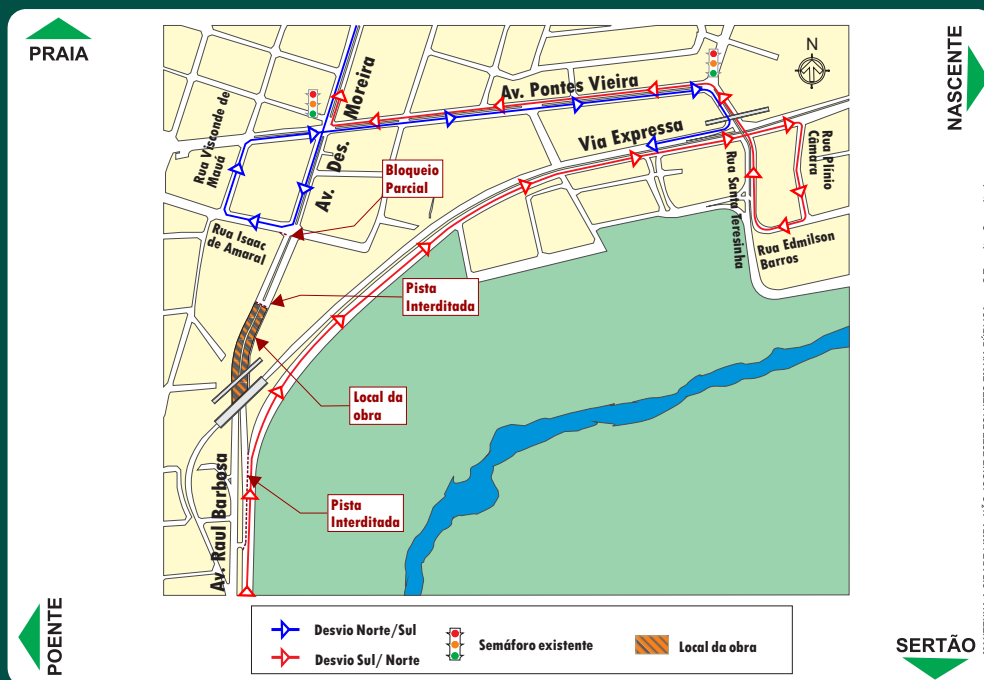 PRAIA
NASCENTE
N
Av. Pontes Vieira
Moreira
Av. Des.
Via Expressa
Rua Visconde de
Mauá
Rua Plínio
Câmara
Bloqueio
Parcial
Rua Santa Teresinha
Rua Isaac
de Amaral
Rua Edmilson
Barros
Pista
Interditada
Local da
obra
Av. Raul Barbosa
Pista
Interditada
POENTE
SERTÃO
Desvio Norte/Sul
Desvio Sul/ Norte
Semáforo existente
Local da obra